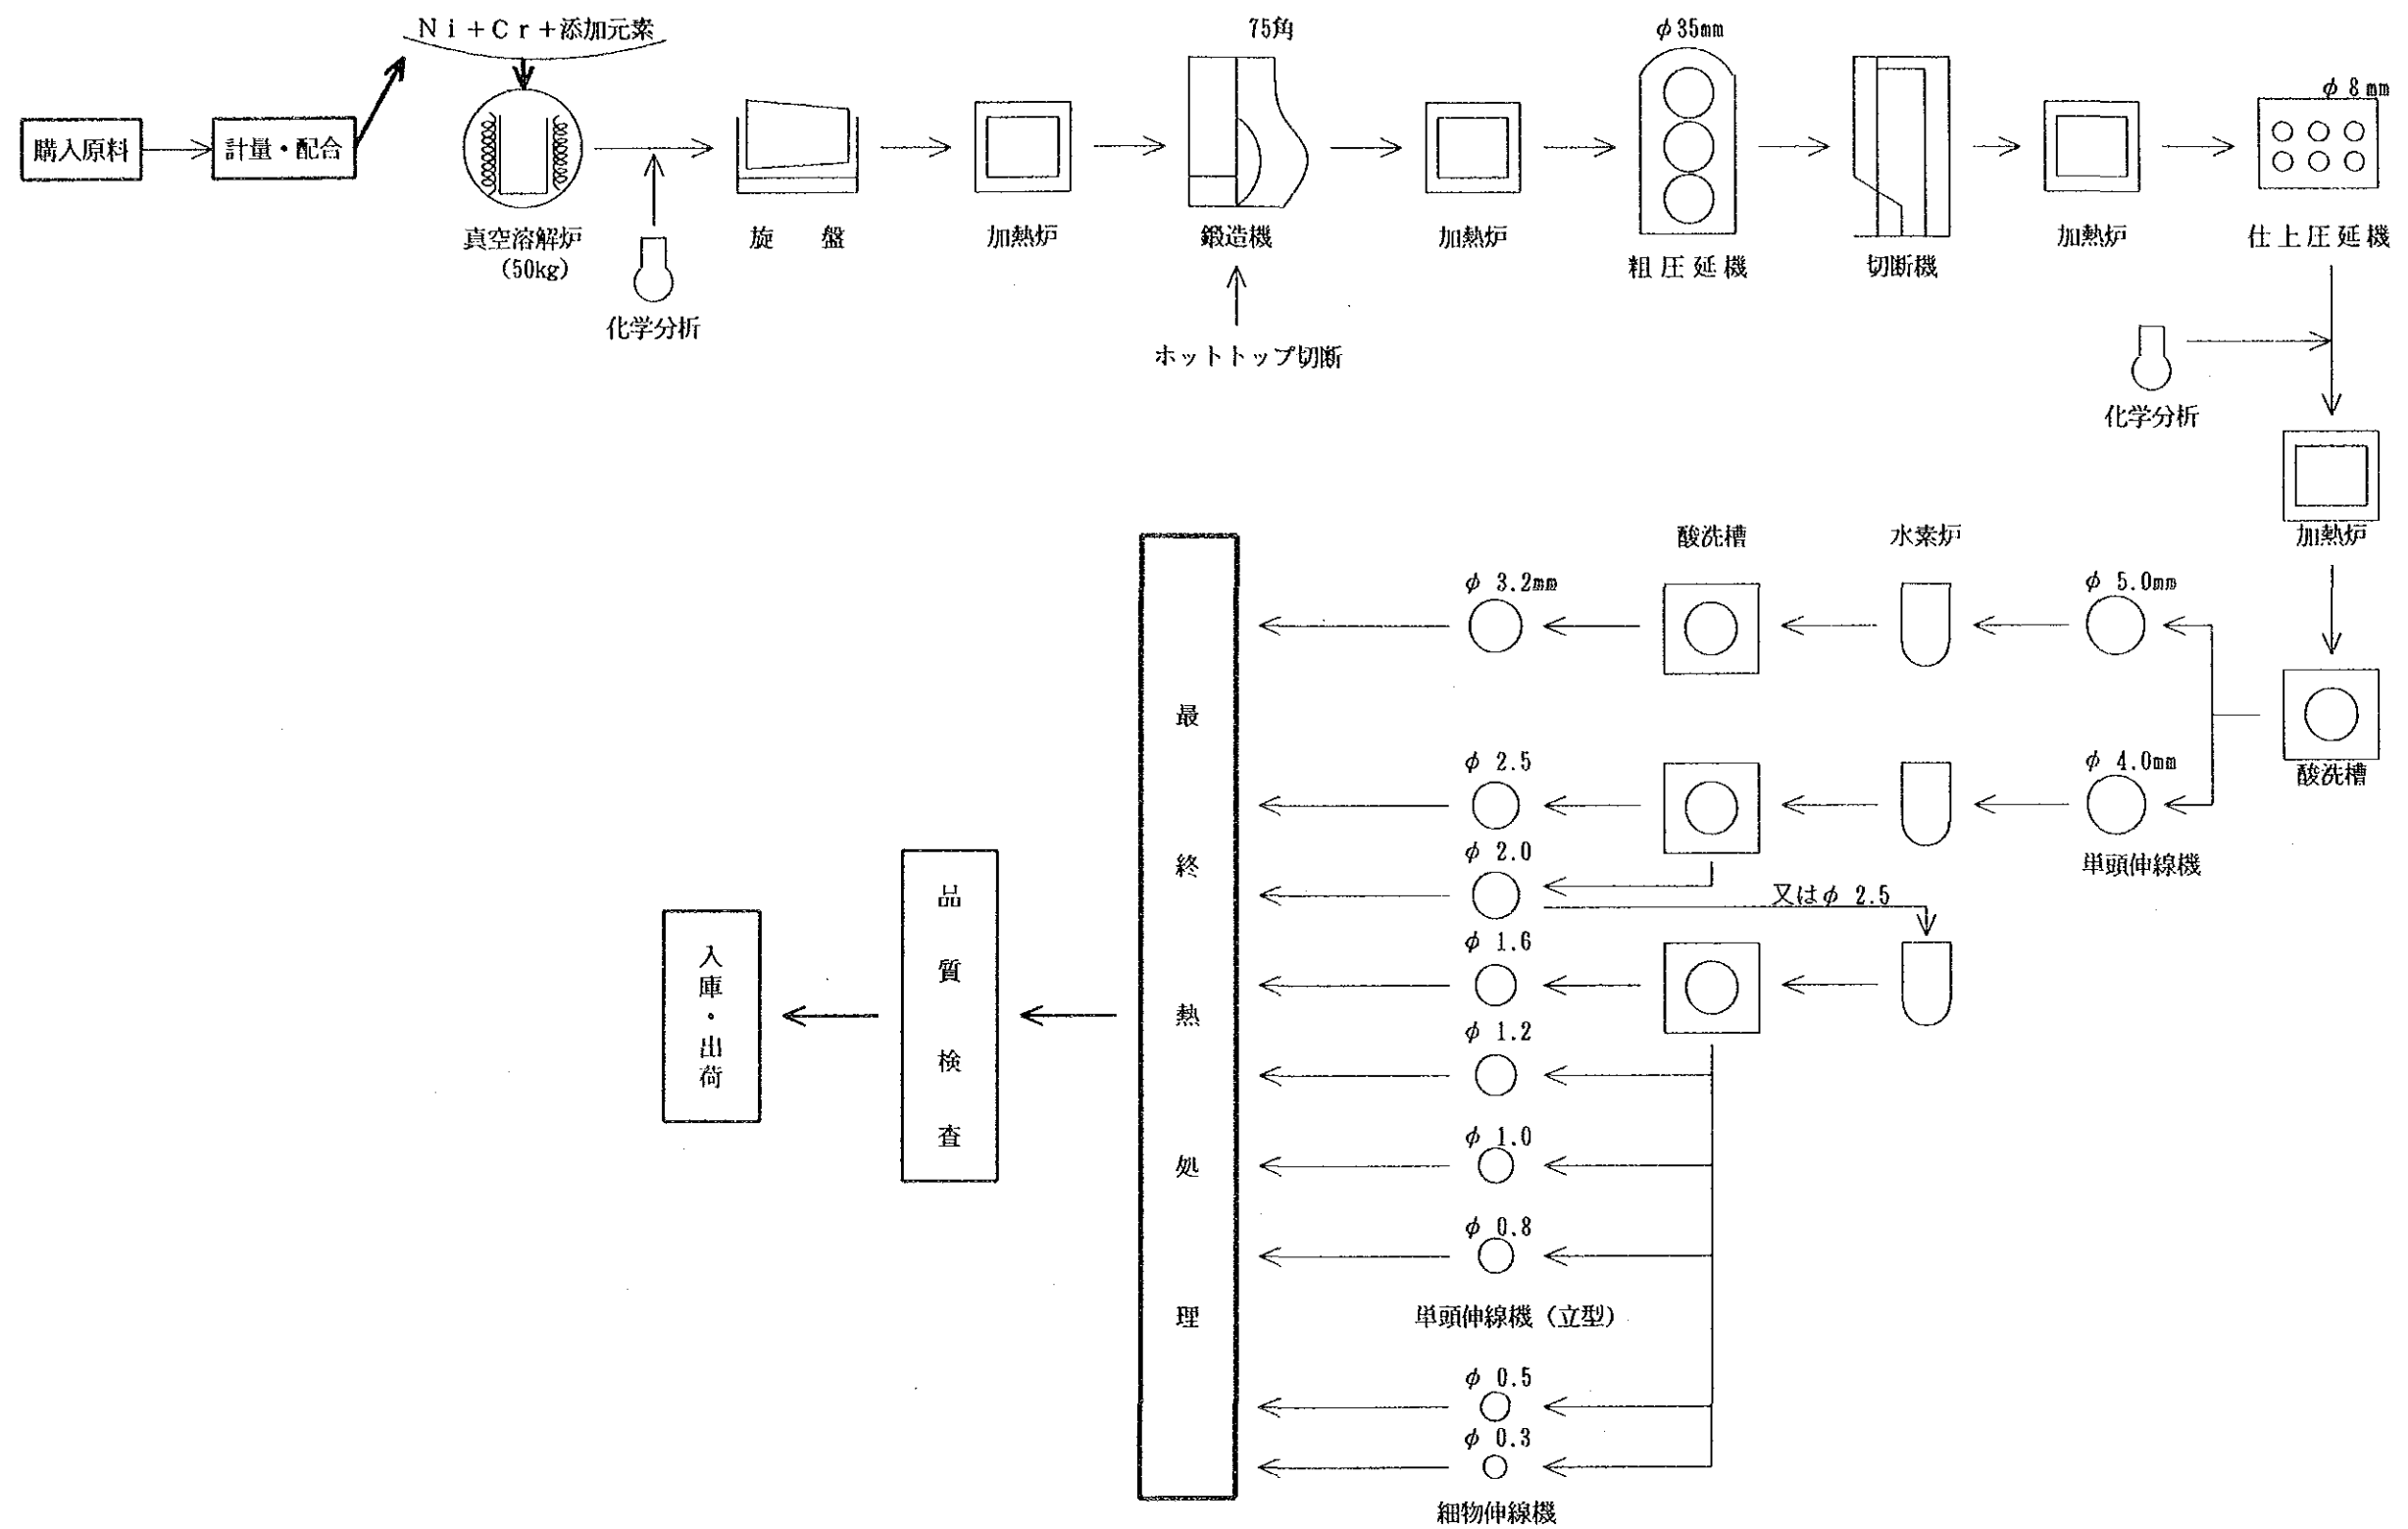 Ni+Cr+添加元素
75角
φ35mm
φ 8 mm
購入原料
計量・配合
真空溶解炉
(50kg)
化学分析
旋 盤
加熱炉
鍛造機
ホットトップ切断
加熱炉
粗圧延機
切断機
加熱炉
仕上圧延機
化学分析
加熱炉
酸洗槽
水素炉
φ 5.0mm
φ 3.2mm
酸洗槽
φ 4.0mm
単頭伸線機
φ 2.5
φ 2.0
又はφ 2.5
φ 1.6
φ 1.2
φ 1.0
φ 0.8
単頭伸線機(立型)
φ 0.5
φ 0.3
細物伸線機
最終熱処理
品質検査
入庫・出荷